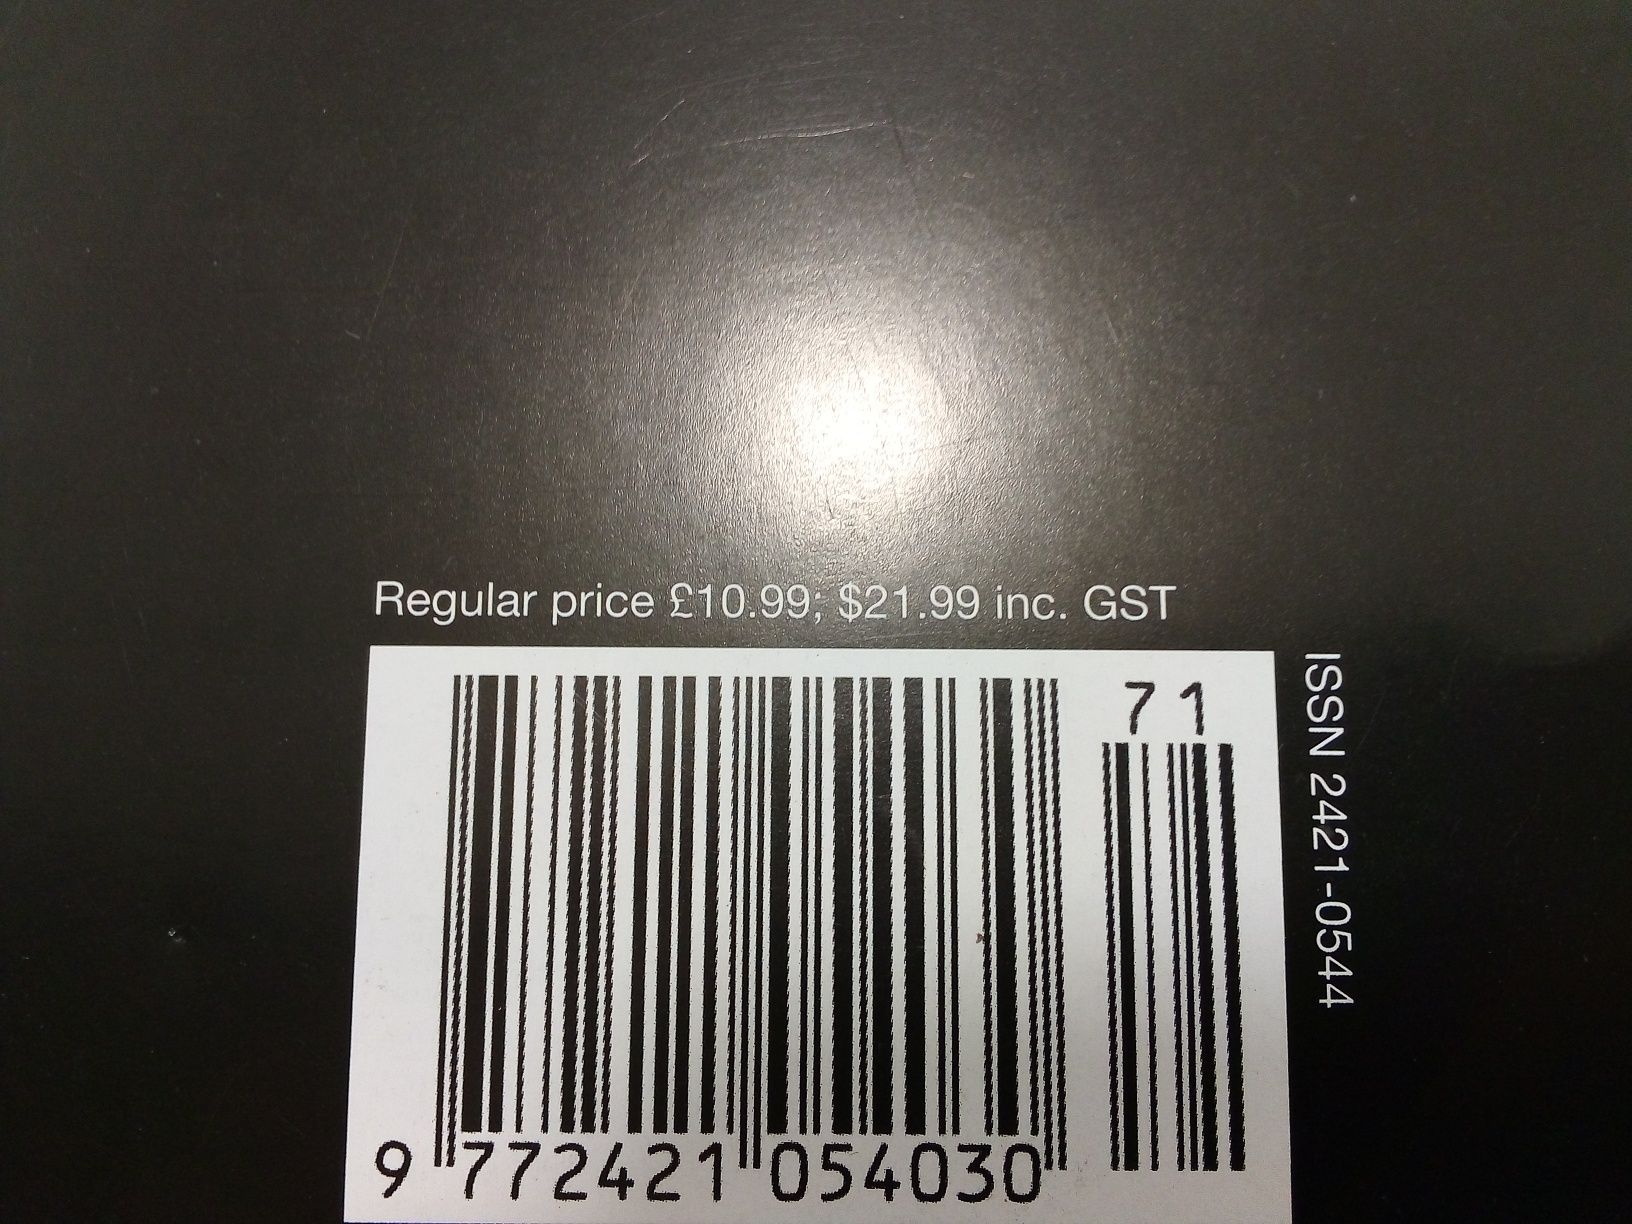 Regular price £10.99; $21.99 inc. GST
71
ISSN 2421-0544
9 772421 054030